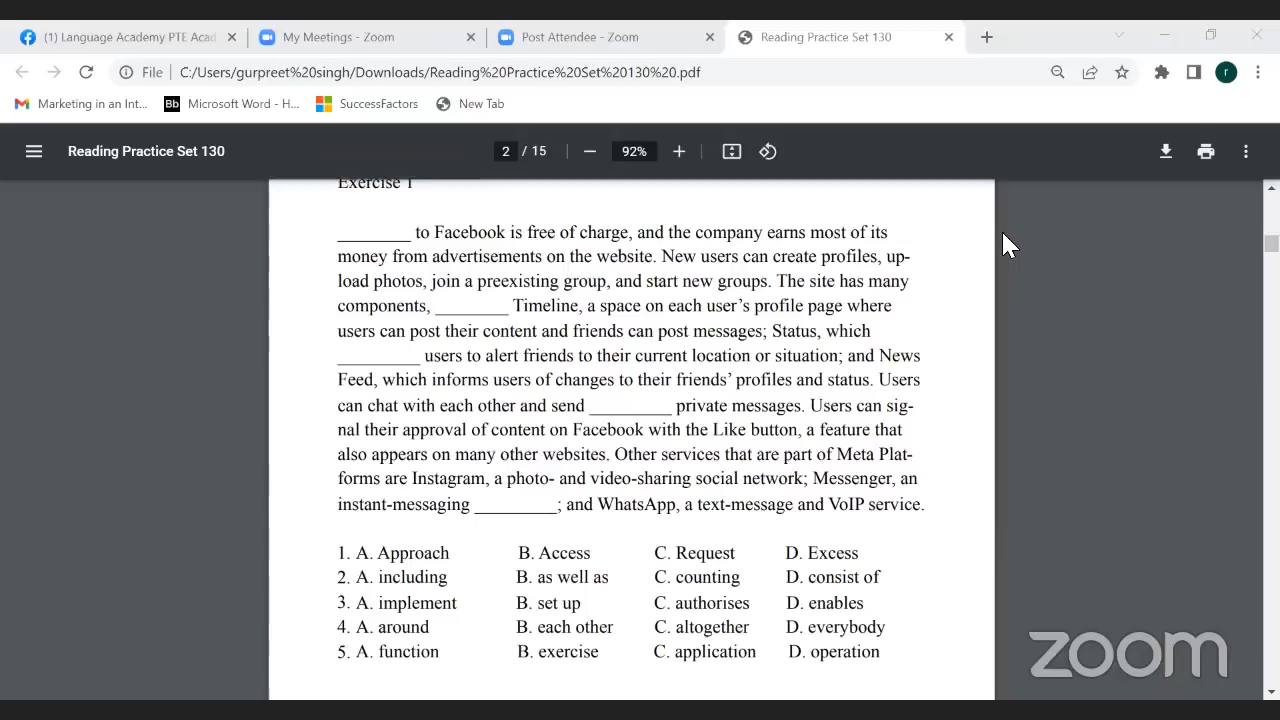 (1) Language Academy PTE Acad
My Meetings - Zoom
Post Attendee - Zoom
Reading Practice Set 130
File C:/Users/gurpreet%20singh/Downloads/Reading%20Practice%20Set%20130%20.pdf
r
Marketing in an Int...
Bb Microsoft Word - H...
SuccessFactors
New Tab
Reading Practice Set 130
2 / 15
92%
Exercise 1
________ to Facebook is free of charge, and the company earns most of its
money from advertisements on the website. New users can create profiles, up-
load photos, join a preexisting group, and start new groups. The site has many
components, ________ Timeline, a space on each user’s profile page where
users can post their content and friends can post messages; Status, which
_________ users to alert friends to their current location or situation; and News
Feed, which informs users of changes to their friends’ profiles and status. Users
can chat with each other and send _________ private messages. Users can sig-
nal their approval of content on Facebook with the Like button, a feature that
also appears on many other websites. Other services that are part of Meta Plat-
forms are Instagram, a photo- and video-sharing social network; Messenger, an
instant-messaging _________; and WhatsApp, a text-message and VoIP service.
1. A. Approach B. Access C. Request D. Excess
2. A. including B. as well as C. counting D. consist of
3. A. implement B. set up C. authorises D. enables
4. A. around B. each other C. altogether D. everybody
5. A. function B. exercise C. application D. operation
zoom